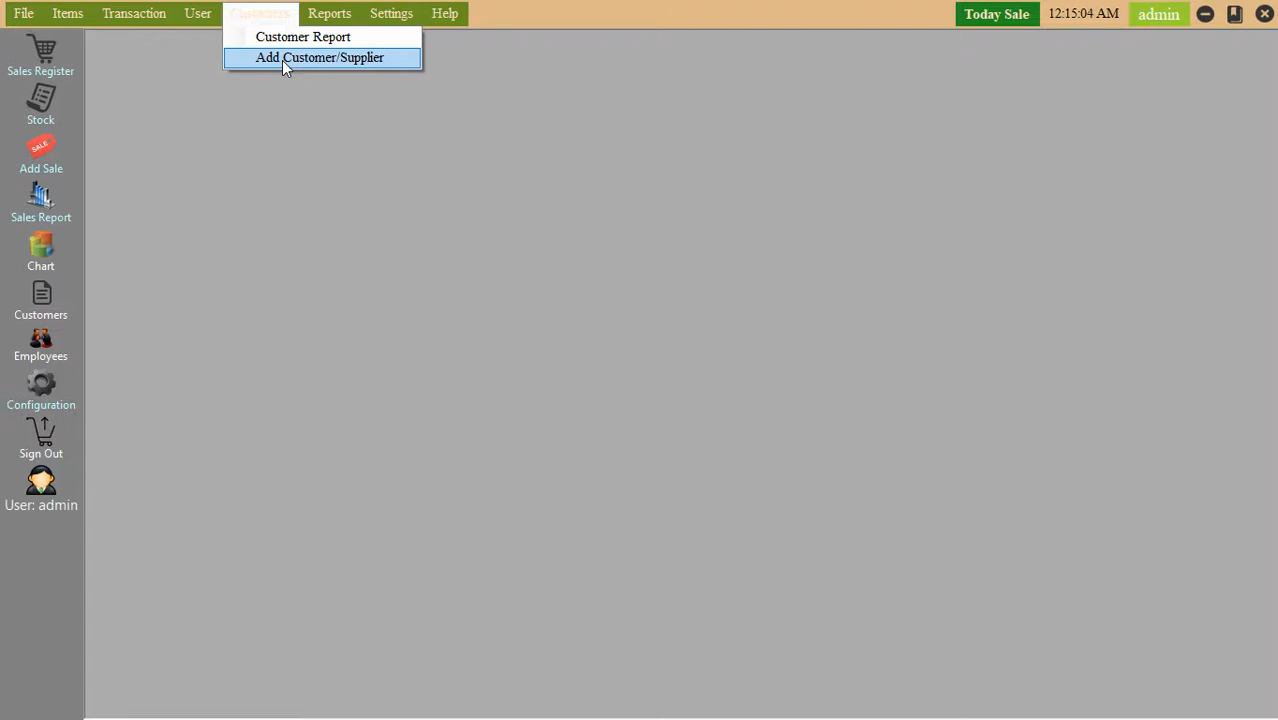 File Items Transaction User Customers Reports Settings Help Today Sale 12:15:04 AM admin
Customer Report
Add Customer/Supplier
Sales Register
Stock
SALE
Add Sale
Sales Report
Chart
Customers
Employees
Configuration
Sign Out
User: admin